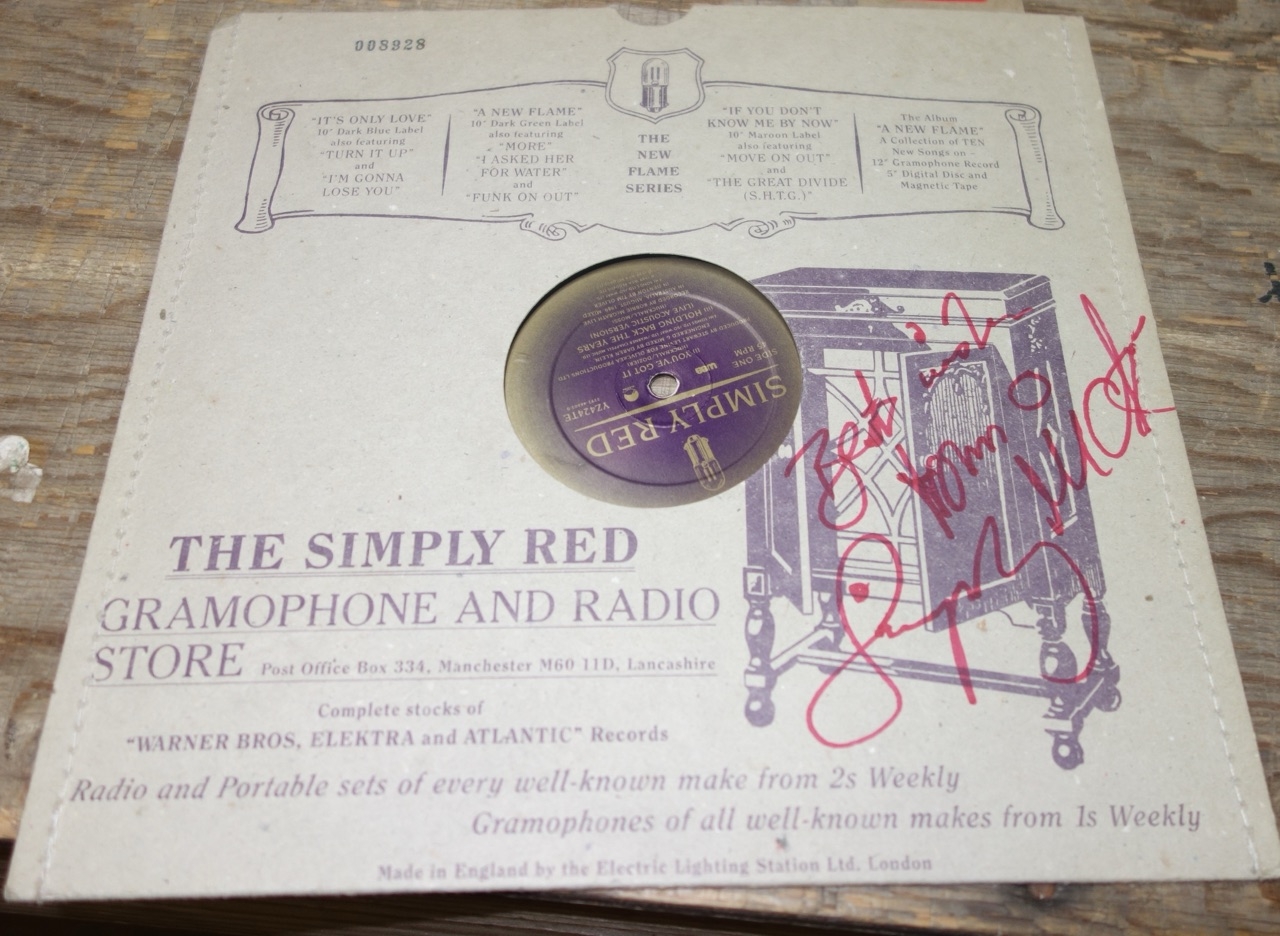 008928
"IT'S ONLY LOVE"
10" Dark Blue Label
also featuring
"TURN IT UP"
and
"I'M GONNA
LOSE YOU"
"A NEW FLAME"
10" Dark Green Label
also featuring
"MORE"
"I ASKED HER
FOR WATER"
and
"FUNK ON OUT"
THE
NEW
FLAME
SERIES
"IF YOU DON'T
KNOW ME BY NOW"
10" Maroon Label
also featuring
"MOVE ON OUT"
and
"THE GREAT DIVIDE
(S.H.T.G.)"
The Album
"A NEW FLAME"
A Collection of TEN
New Songs on -
12" Gramophone Record
5" Digital Disc and
Magnetic Tape
SIMPLY RED
SIDE ONE
45 RPM
YZ424TE
YOU'VE GOT IT
HOLDING BACK THE YEARS
(LIVE ACOUSTIC VERSION)
Best
THE SIMPLY RED
GRAMOPHONE AND RADIO
STORE Post Office Box 334, Manchester M60 11D, Lancashire
Complete stocks of
"WARNER BROS, ELEKTRA and ATLANTIC" Records
Radio and Portable sets of every well-known make from 2s Weekly
Gramophones of all well-known makes from 1s Weekly
Made in England by the Electric Lighting Station Ltd. London